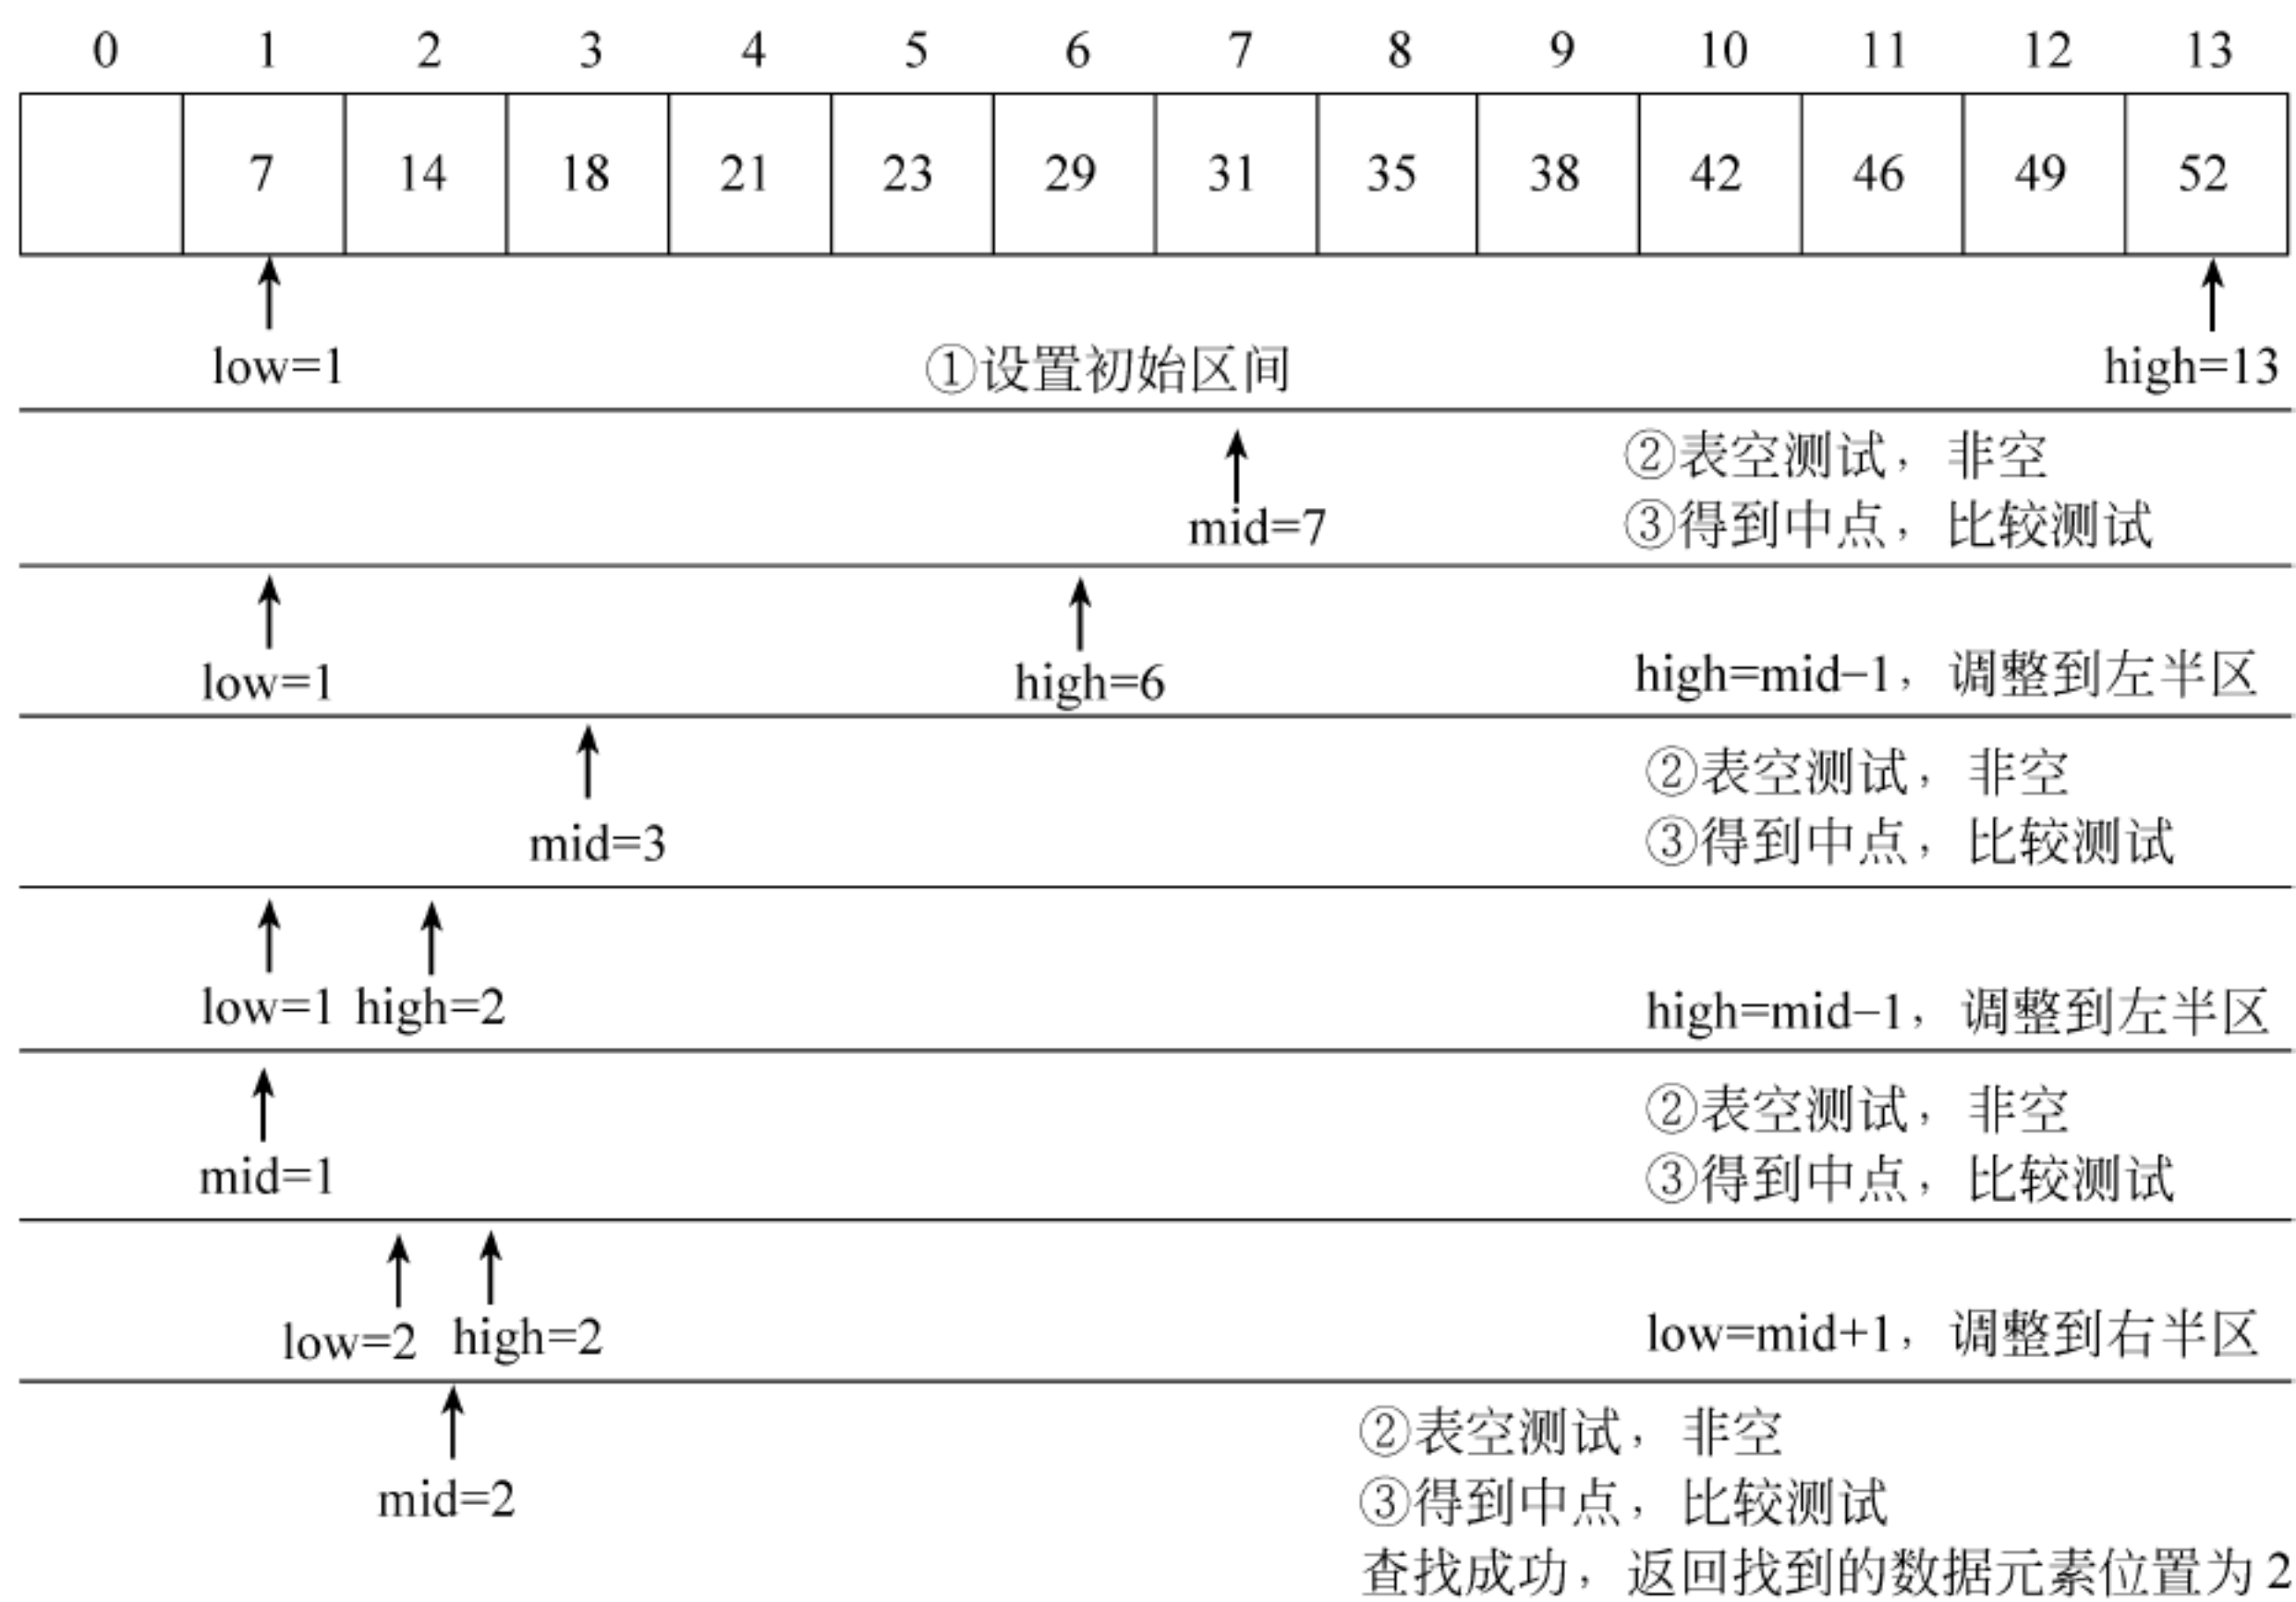 0 1 2 3 4 5 6 7 8 9 10 11 12 13
7 14 18 21 23 29 31 35 38 42 46 49 52
low=1 ①设置初始区间 high=13
②表空测试，非空
mid=7 ③得到中点，比较测试
low=1 high=6 high=mid−1，调整到左半区
②表空测试，非空
mid=3 ③得到中点，比较测试
low=1 high=2 high=mid−1，调整到左半区
②表空测试，非空
mid=1 ③得到中点，比较测试
low=2 high=2 low=mid+1，调整到右半区
②表空测试，非空
mid=2 ③得到中点，比较测试
查找成功，返回找到的数据元素位置为2